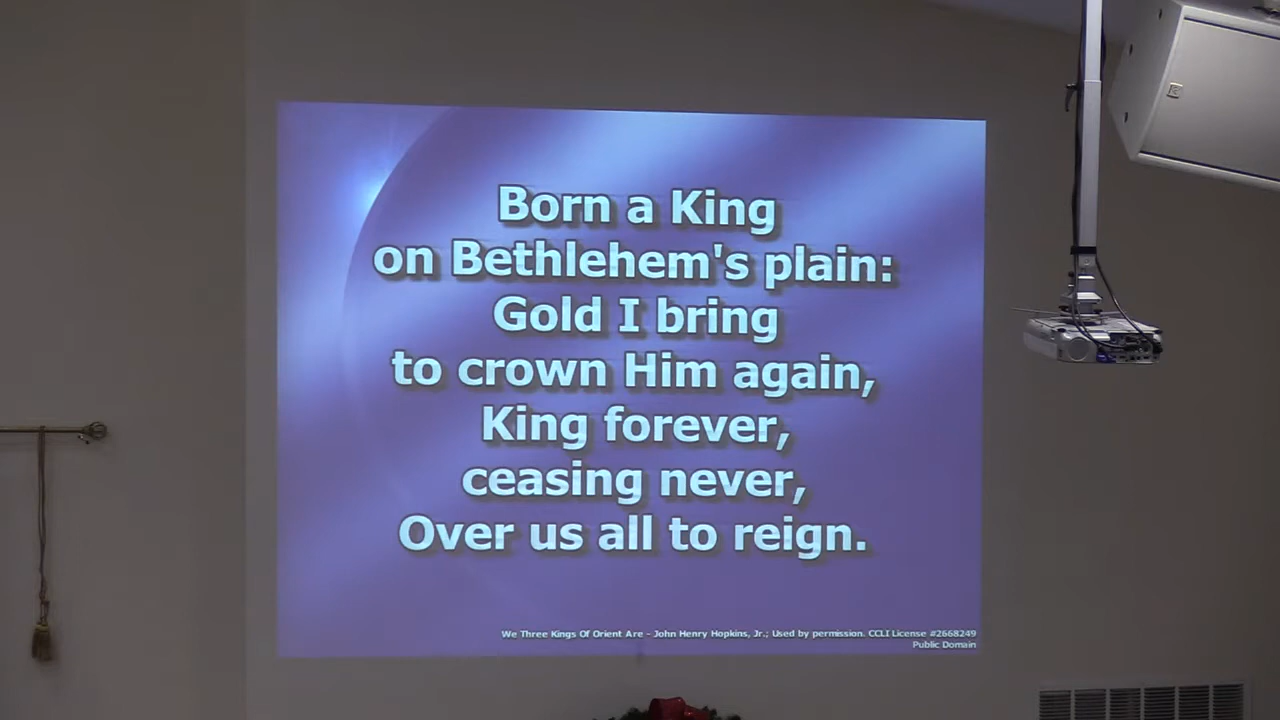 Born a King
on Bethlehem's plain:
Gold I bring
to crown Him again,
King forever,
ceasing never,
Over us all to reign.
We Three Kings Of Orient Are - John Henry Hopkins, Jr.; Used by permission. CCLI License #2668249
Public Domain